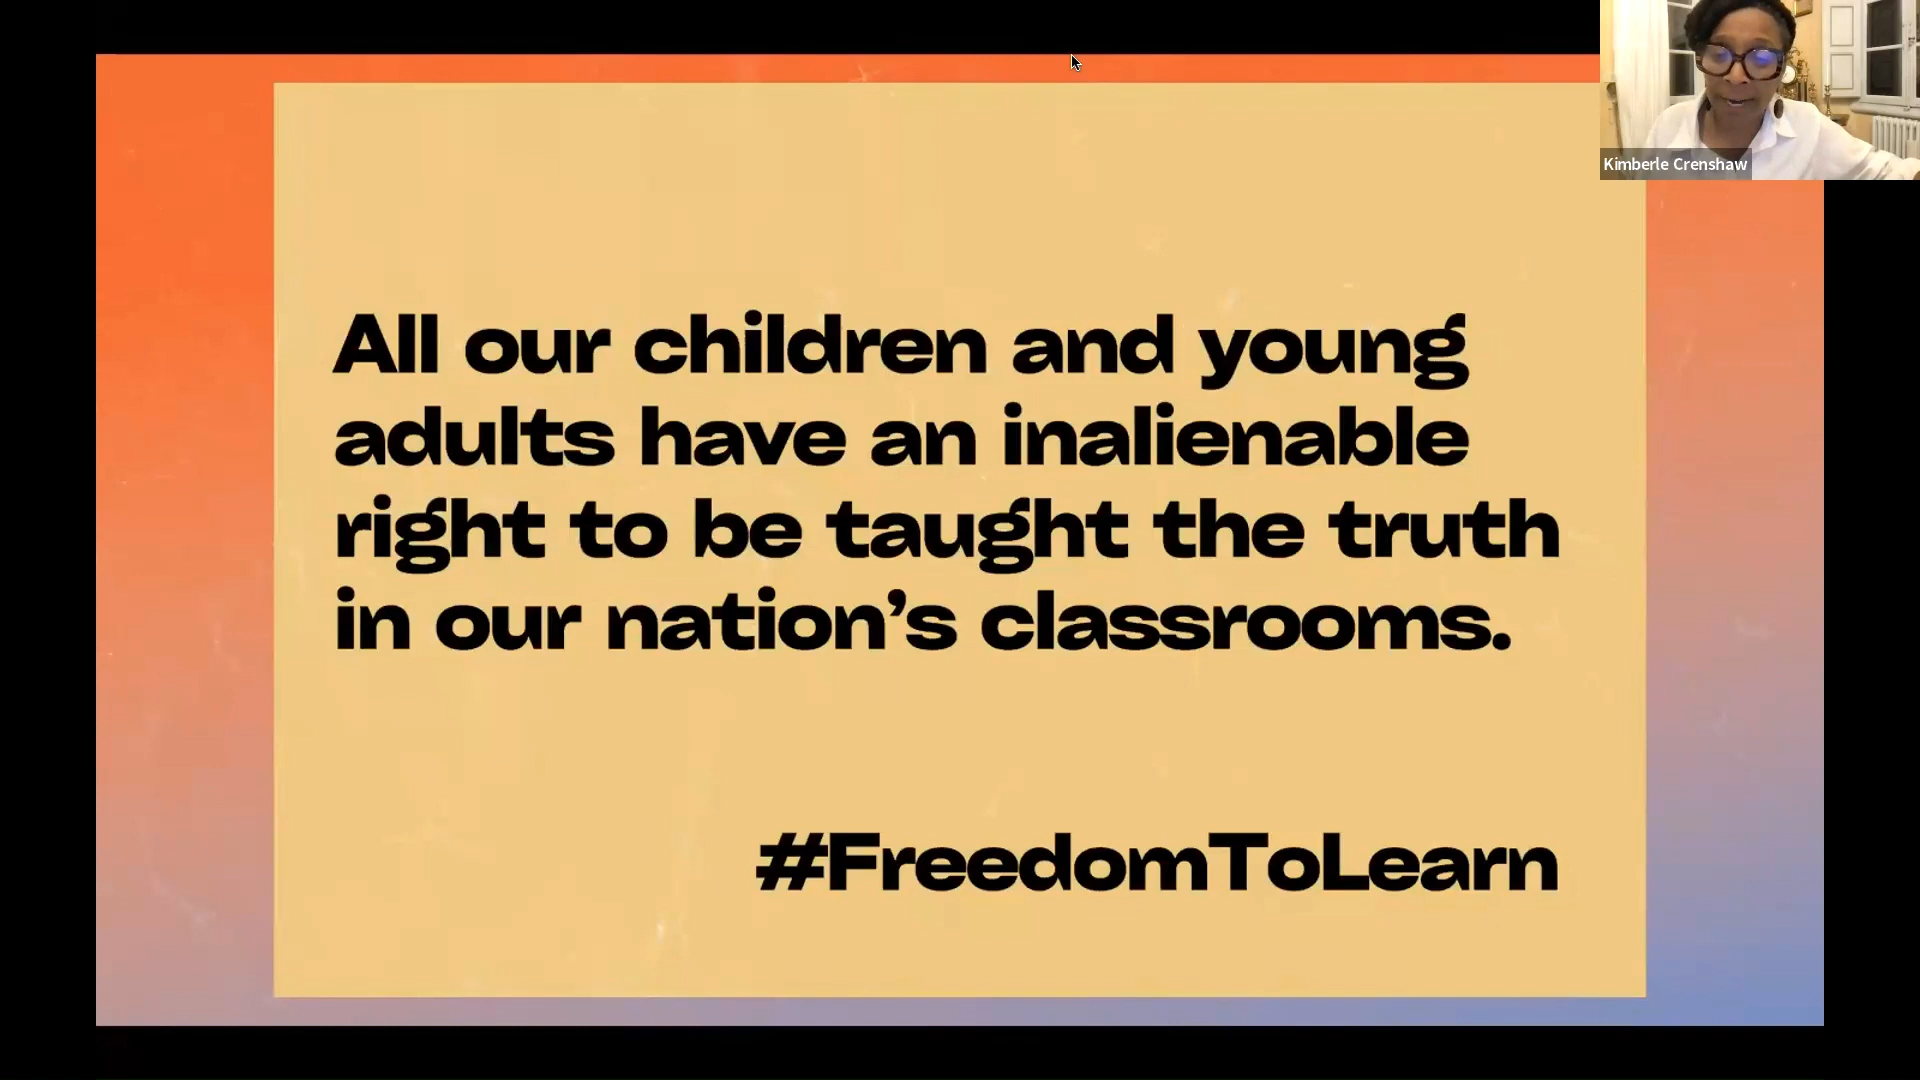 All our children and young
adults have an inalienable
right to be taught the truth
in our nation’s classrooms.
#FreedomToLearn
Kimberle Crenshaw